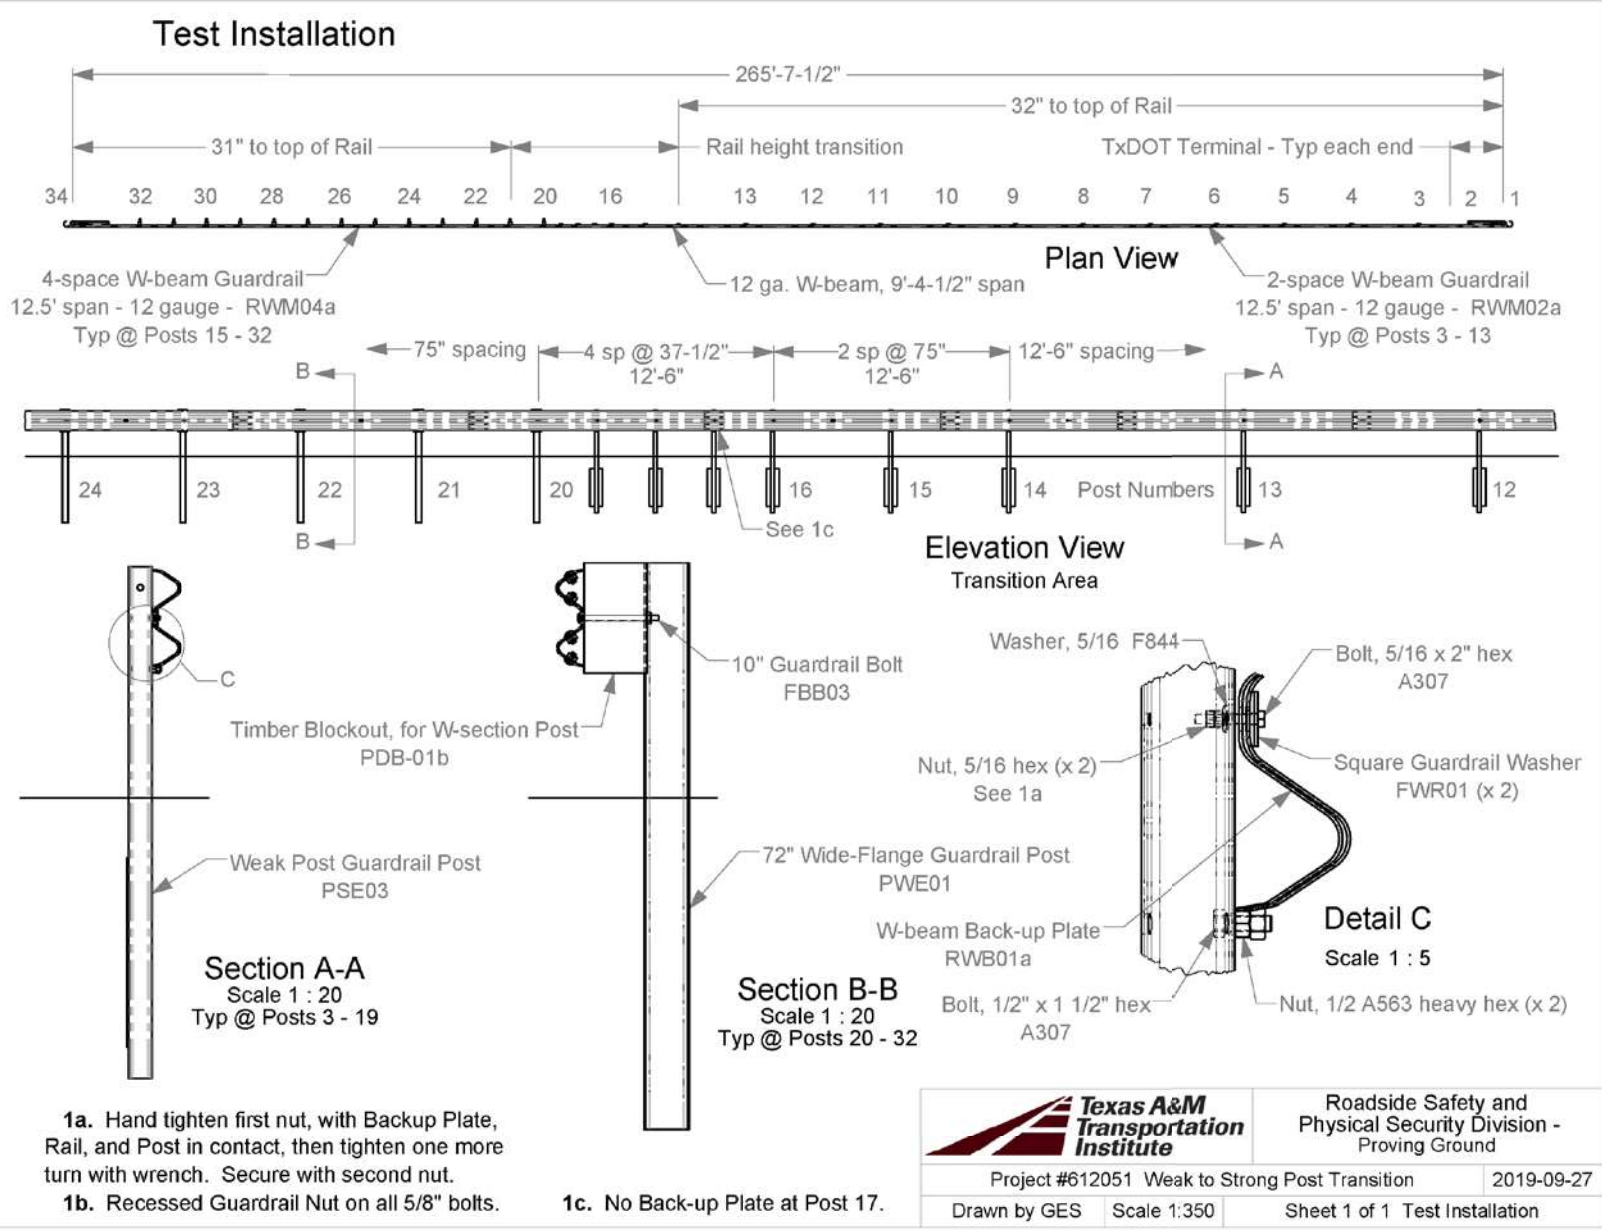 Test Installation
265'-7-1/2"
32" to top of Rail
31" to top of Rail
Rail height transition
TxDOT Terminal - Typ each end
34 32 30 28 26 24 22 20 16 13 12 11 10 9 8 7 6 5 4 3 2 1
Plan View
4-space W-beam Guardrail
12.5' span - 12 gauge - RWM04a
Typ @ Posts 15 - 32
12 ga. W-beam, 9'-4-1/2" span
2-space W-beam Guardrail
12.5' span - 12 gauge - RWM02a
Typ @ Posts 3 - 13
75" spacing
4 sp @ 37-1/2"
12'-6"
2 sp @ 75"
12'-6"
12'-6" spacing
B
A
24 23 22 21 20 16 15 14 Post Numbers 13 12
See 1c
B
A
Elevation View
Transition Area
C
Weak Post Guardrail Post
PSE03
Section A-A
Scale 1 : 20
Typ @ Posts 3 - 19
10" Guardrail Bolt
FBB03
Timber Blockout, for W-section Post
PDB-01b
72" Wide-Flange Guardrail Post
PWE01
Section B-B
Scale 1 : 20
Typ @ Posts 20 - 32
Washer, 5/16 F844
Bolt, 5/16 x 2" hex
A307
Nut, 5/16 hex (x 2)
See 1a
Square Guardrail Washer
FWR01 (x 2)
W-beam Back-up Plate
RWB01a
Bolt, 1/2" x 1 1/2" hex
A307
Nut, 1/2 A563 heavy hex (x 2)
Detail C
Scale 1 : 5
1a. Hand tighten first nut, with Backup Plate,
Rail, and Post in contact, then tighten one more
turn with wrench. Secure with second nut.
1b. Recessed Guardrail Nut on all 5/8" bolts.
1c. No Back-up Plate at Post 17.
Texas A&M
Transportation
Institute
Roadside Safety and
Physical Security Division -
Proving Ground
Project #612051 Weak to Strong Post Transition
2019-09-27
Drawn by GES
Scale 1:350
Sheet 1 of 1 Test Installation